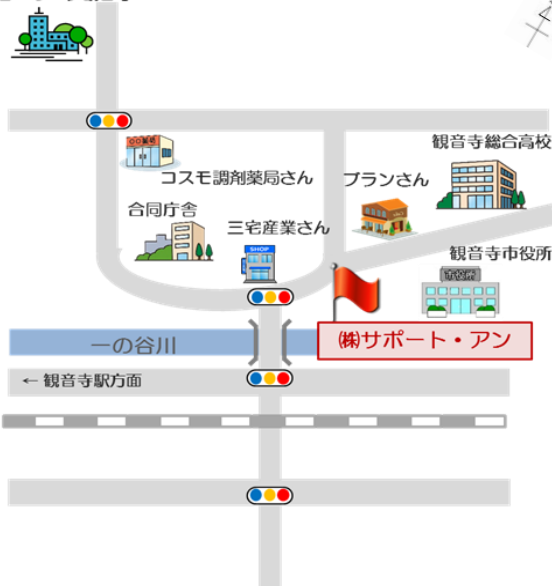 観音寺総合高校
コスモ調剤薬局さん
プランさん
合同庁舎
三宅産業さん
SHOP
観音寺市役所
市役所
㈱サポート・アン
一の谷川
← 観音寺駅方面